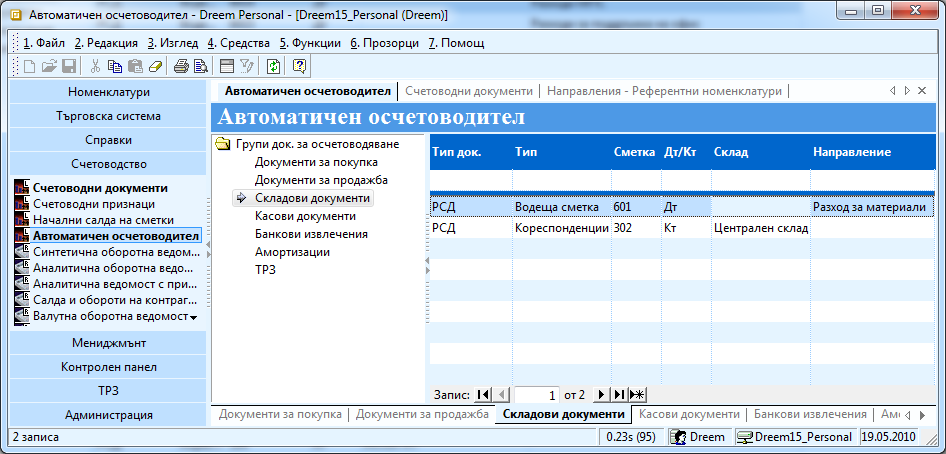 Автоматичен осчетоводител - Dreem Personal - [Dreem15_Personal (Dreem)]
1. Файл 2. Редакция 3. Изглед 4. Средства 5. Функции 6. Прозорци 7. Помощ
Номенклатури
Търговска система
Справки
Счетоводство
Счетоводни документи
Счетоводни признаци
Начални салда на сметки
Автоматичен осчетоводител
Синтетична оборотна ведом...
Аналитична оборотна ведо...
Аналитична ведомост с при...
Салда и обороти на контраг...
Валутна оборотна ведомост
Мениджмънт
Контролен панел
ТРЗ
Администрация
Автоматичен осчетоводител | Счетоводни документи | Направления - Референтни номенклатури |
Автоматичен осчетоводител
Групи док. за осчетоводяване
Документи за покупка
Документи за продажба
Складови документи
Касови документи
Банкови извлечения
Амортизации
ТРЗ
Тип док. Тип Сметка Дт/Кт Склад Направление
РСД Водеща сметка 601 Дт Разход за материали
РСД Кореспонденции 302 Кт Централен склад
Запис: 1 от 2
Документи за покупка | Документи за продажба | Складови документи | Касови документи | Банкови извлечения | Ам
2 записа 0.23s (95) Dreem Dreem15_Personal 19.05.2010